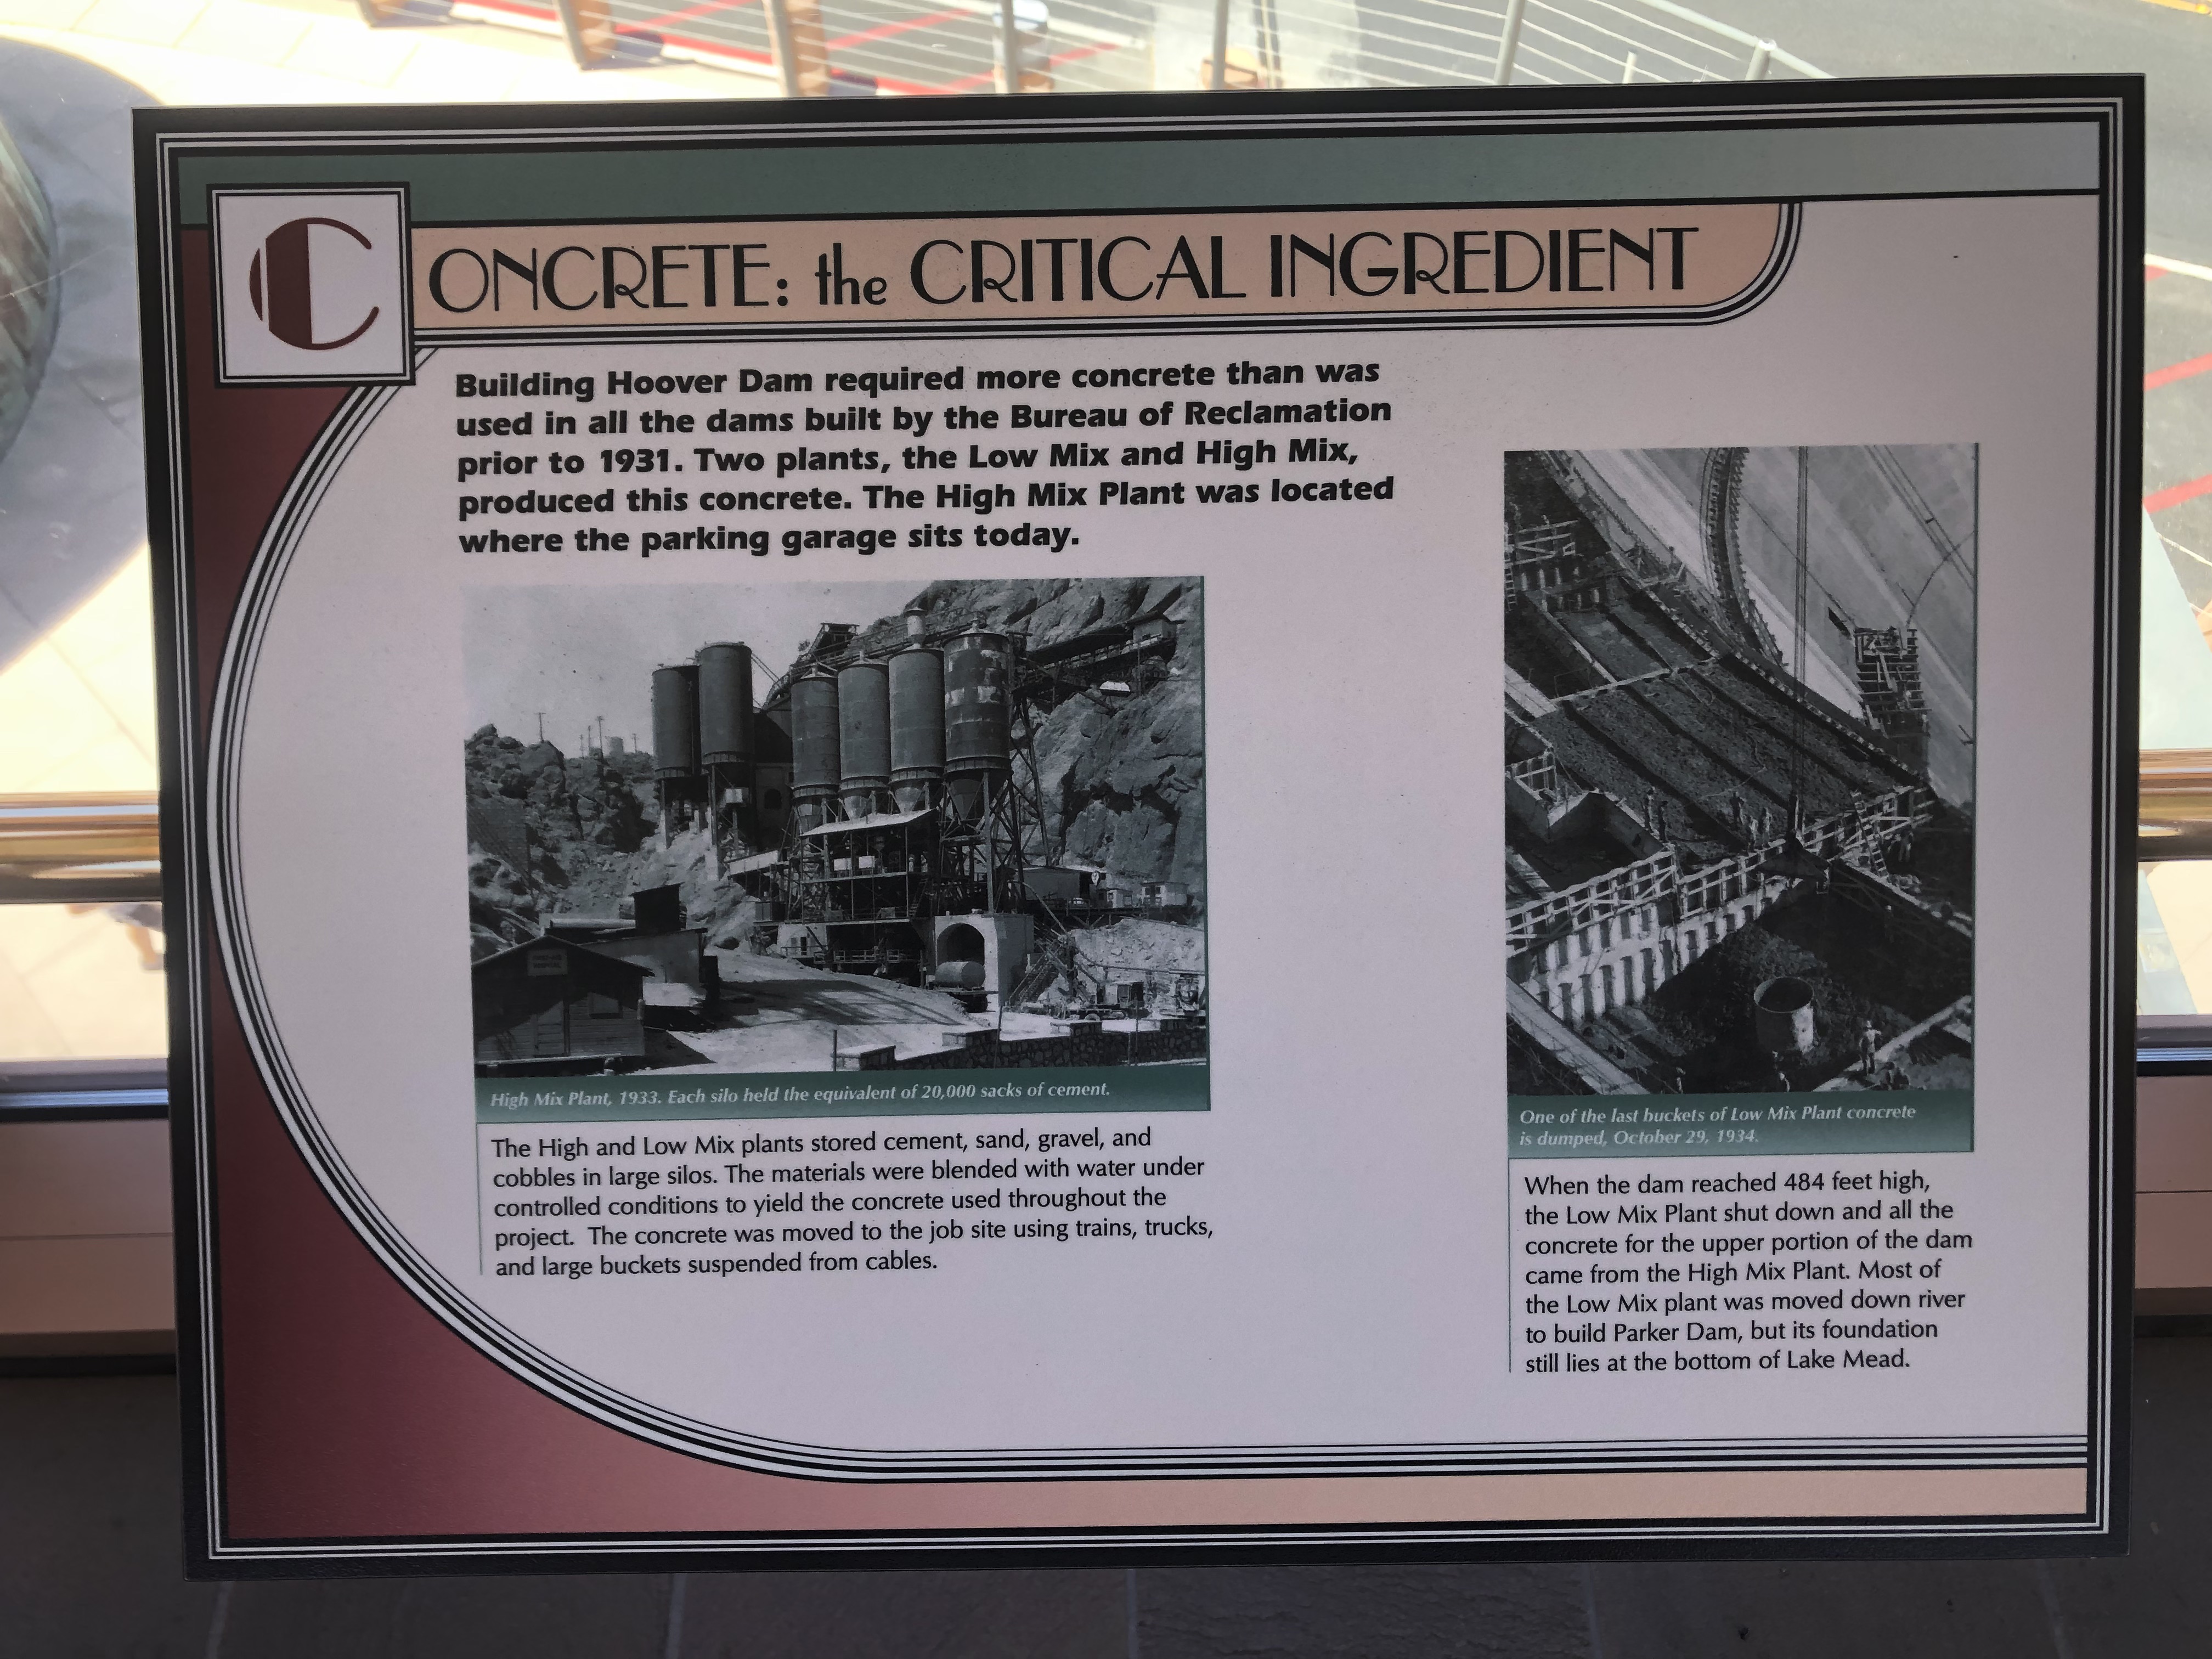 CONCRETE: the CRITICAL INGREDIENT
Building Hoover Dam required more concrete than was
used in all the dams built by the Bureau of Reclamation
prior to 1931. Two plants, the Low Mix and High Mix,
produced this concrete. The High Mix Plant was located
where the parking garage sits today.
High Mix Plant, 1933. Each silo held the equivalent of 20,000 sacks of cement.
The High and Low Mix plants stored cement, sand, gravel, and
cobbles in large silos. The materials were blended with water under
controlled conditions to yield the concrete used throughout the
project. The concrete was moved to the job site using trains, trucks,
and large buckets suspended from cables.
One of the last buckets of Low Mix Plant concrete
is dumped, October 29, 1934.
When the dam reached 484 feet high,
the Low Mix Plant shut down and all the
concrete for the upper portion of the dam
came from the High Mix Plant. Most of
the Low Mix plant was moved down river
to build Parker Dam, but its foundation
still lies at the bottom of Lake Mead.